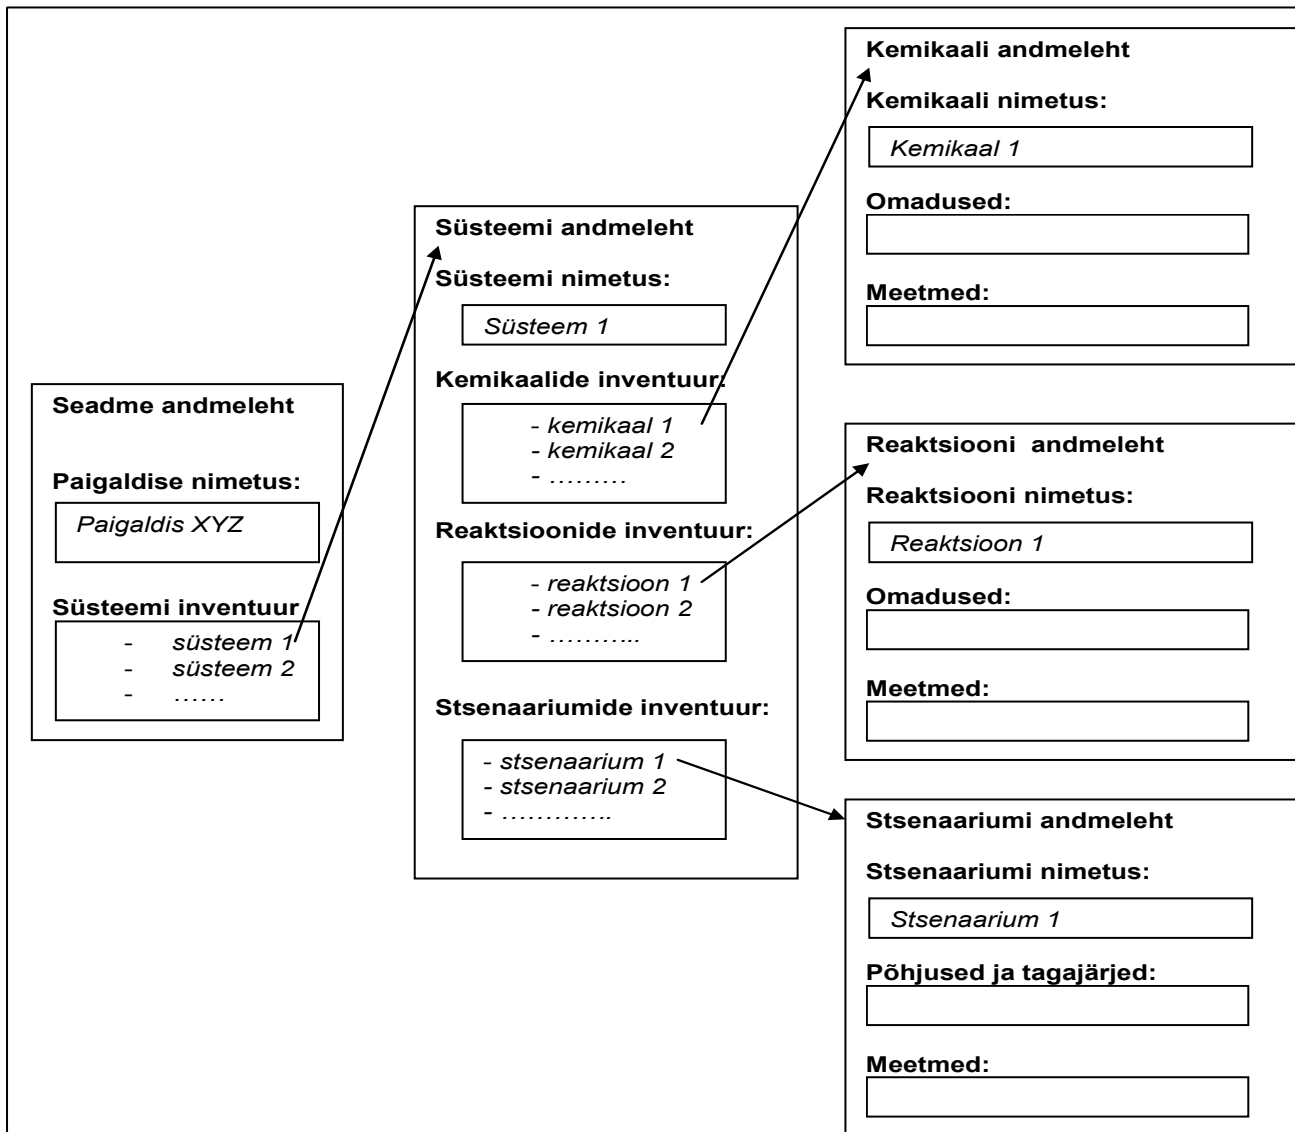 Seadme andmeleht
Paigaldise nimetus:
Paigaldis XYZ
Süsteemi inventuur
- süsteem 1
- süsteem 2
- ……
Süsteemi andmeleht
Süsteemi nimetus:
Süsteem 1
Kemikaalide inventuur:
- kemikaal 1
- kemikaal 2
- ………
Reaktsioonide inventuur:
- reaktsioon 1
- reaktsioon 2
- ………..
Stsenaariumide inventuur:
- stsenaarium 1
- stsenaarium 2
- ………….
Kemikaali andmeleht
Kemikaali nimetus:
Kemikaal 1
Omadused:
Meetmed:
Reaktsiooni andmeleht
Reaktsiooni nimetus:
Reaktsioon 1
Omadused:
Meetmed:
Stsenaariumi andmeleht
Stsenaariumi nimetus:
Stsenaarium 1
Põhjused ja tagajärjed:
Meetmed: